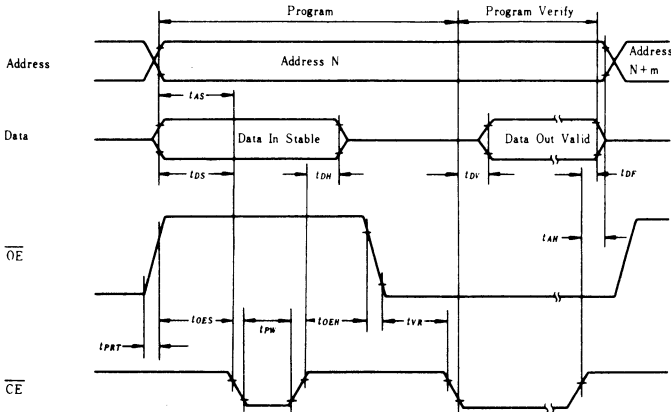 Program
Program Verify
Address
Address N
Address
N + m
tAS
Data
Data In Stable
Data Out Valid
tDS
tDH
tDV
tDF
tAH
OE
tOES
tPW
tOEH
tVR
tPRT
CE